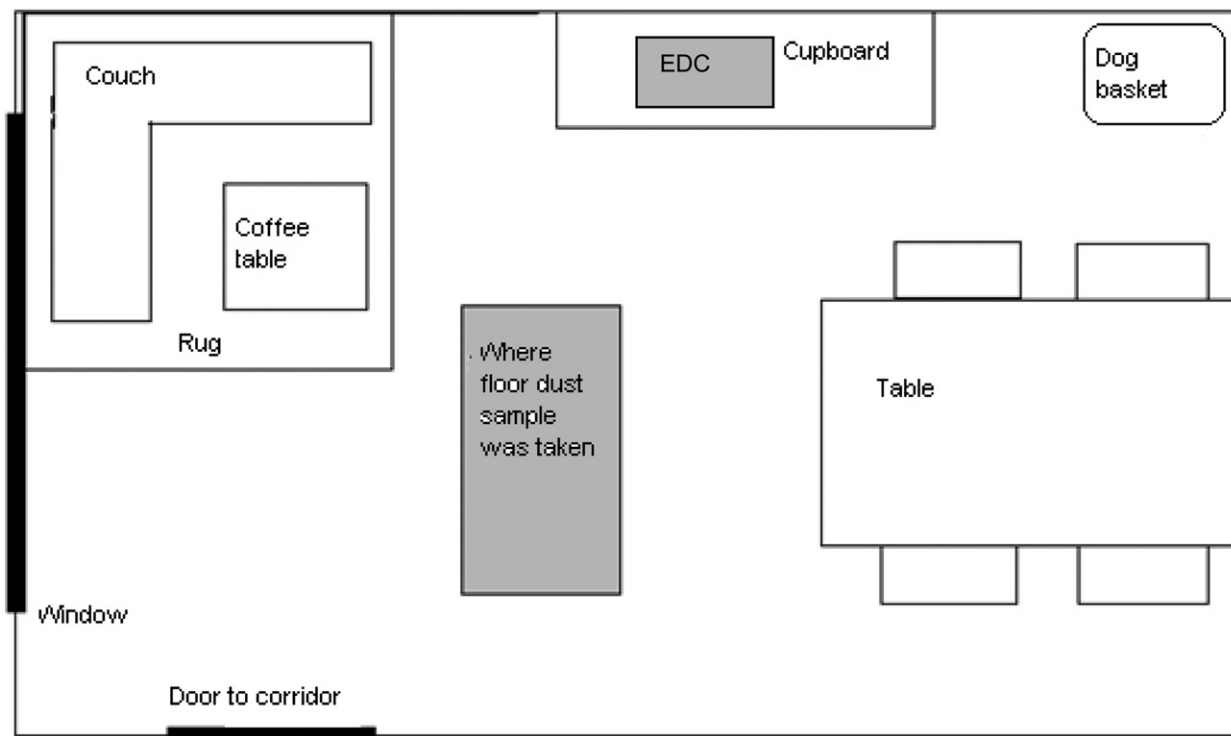 Couch
EDC
Cupboard
Dog
basket
Coffee
table
Rug
Where
floor dust
sample
was taken
Table
Window
Door to corridor